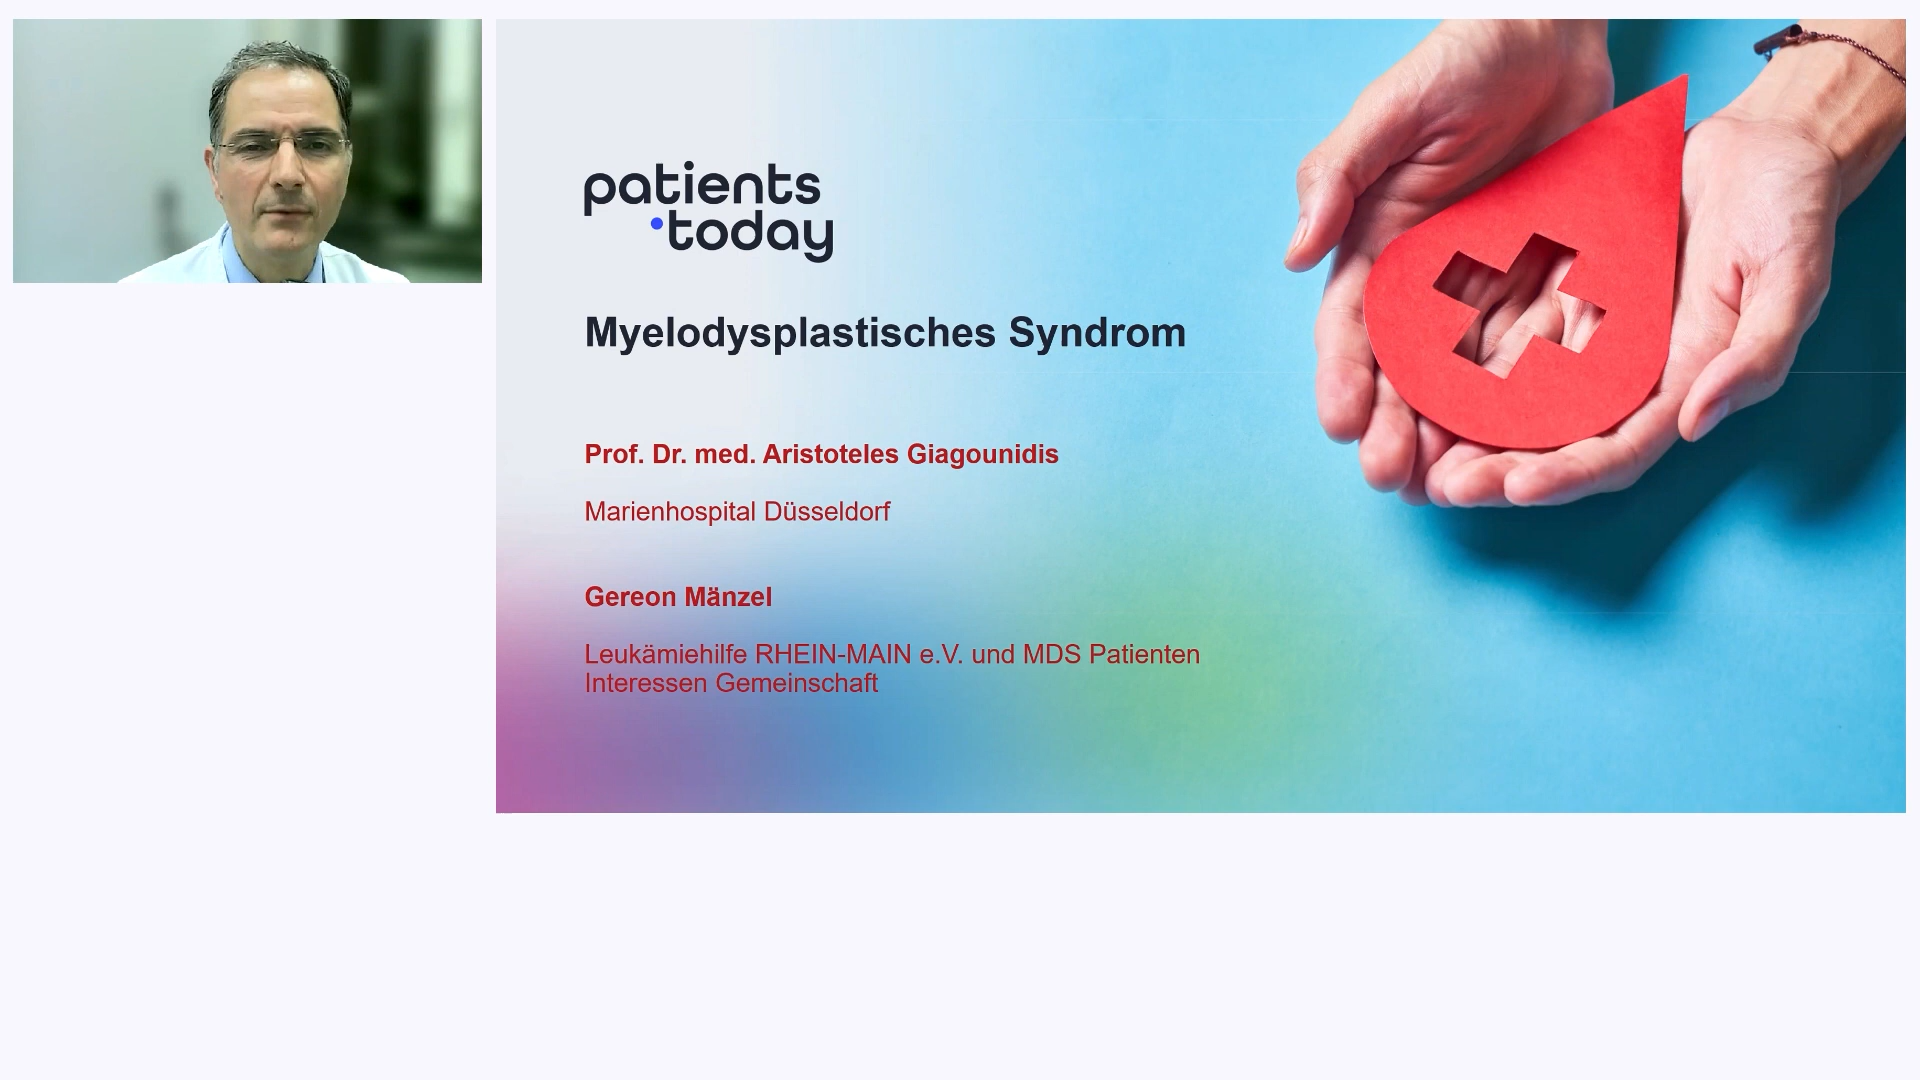 patients
today
Myelodysplastisches Syndrom
Prof. Dr. med. Aristoteles Giagounidis
Marienhospital Düsseldorf
Gereon Mänzel
Leukämiehilfe RHEIN-MAIN e.V. und MDS Patienten
Interessen Gemeinschaft